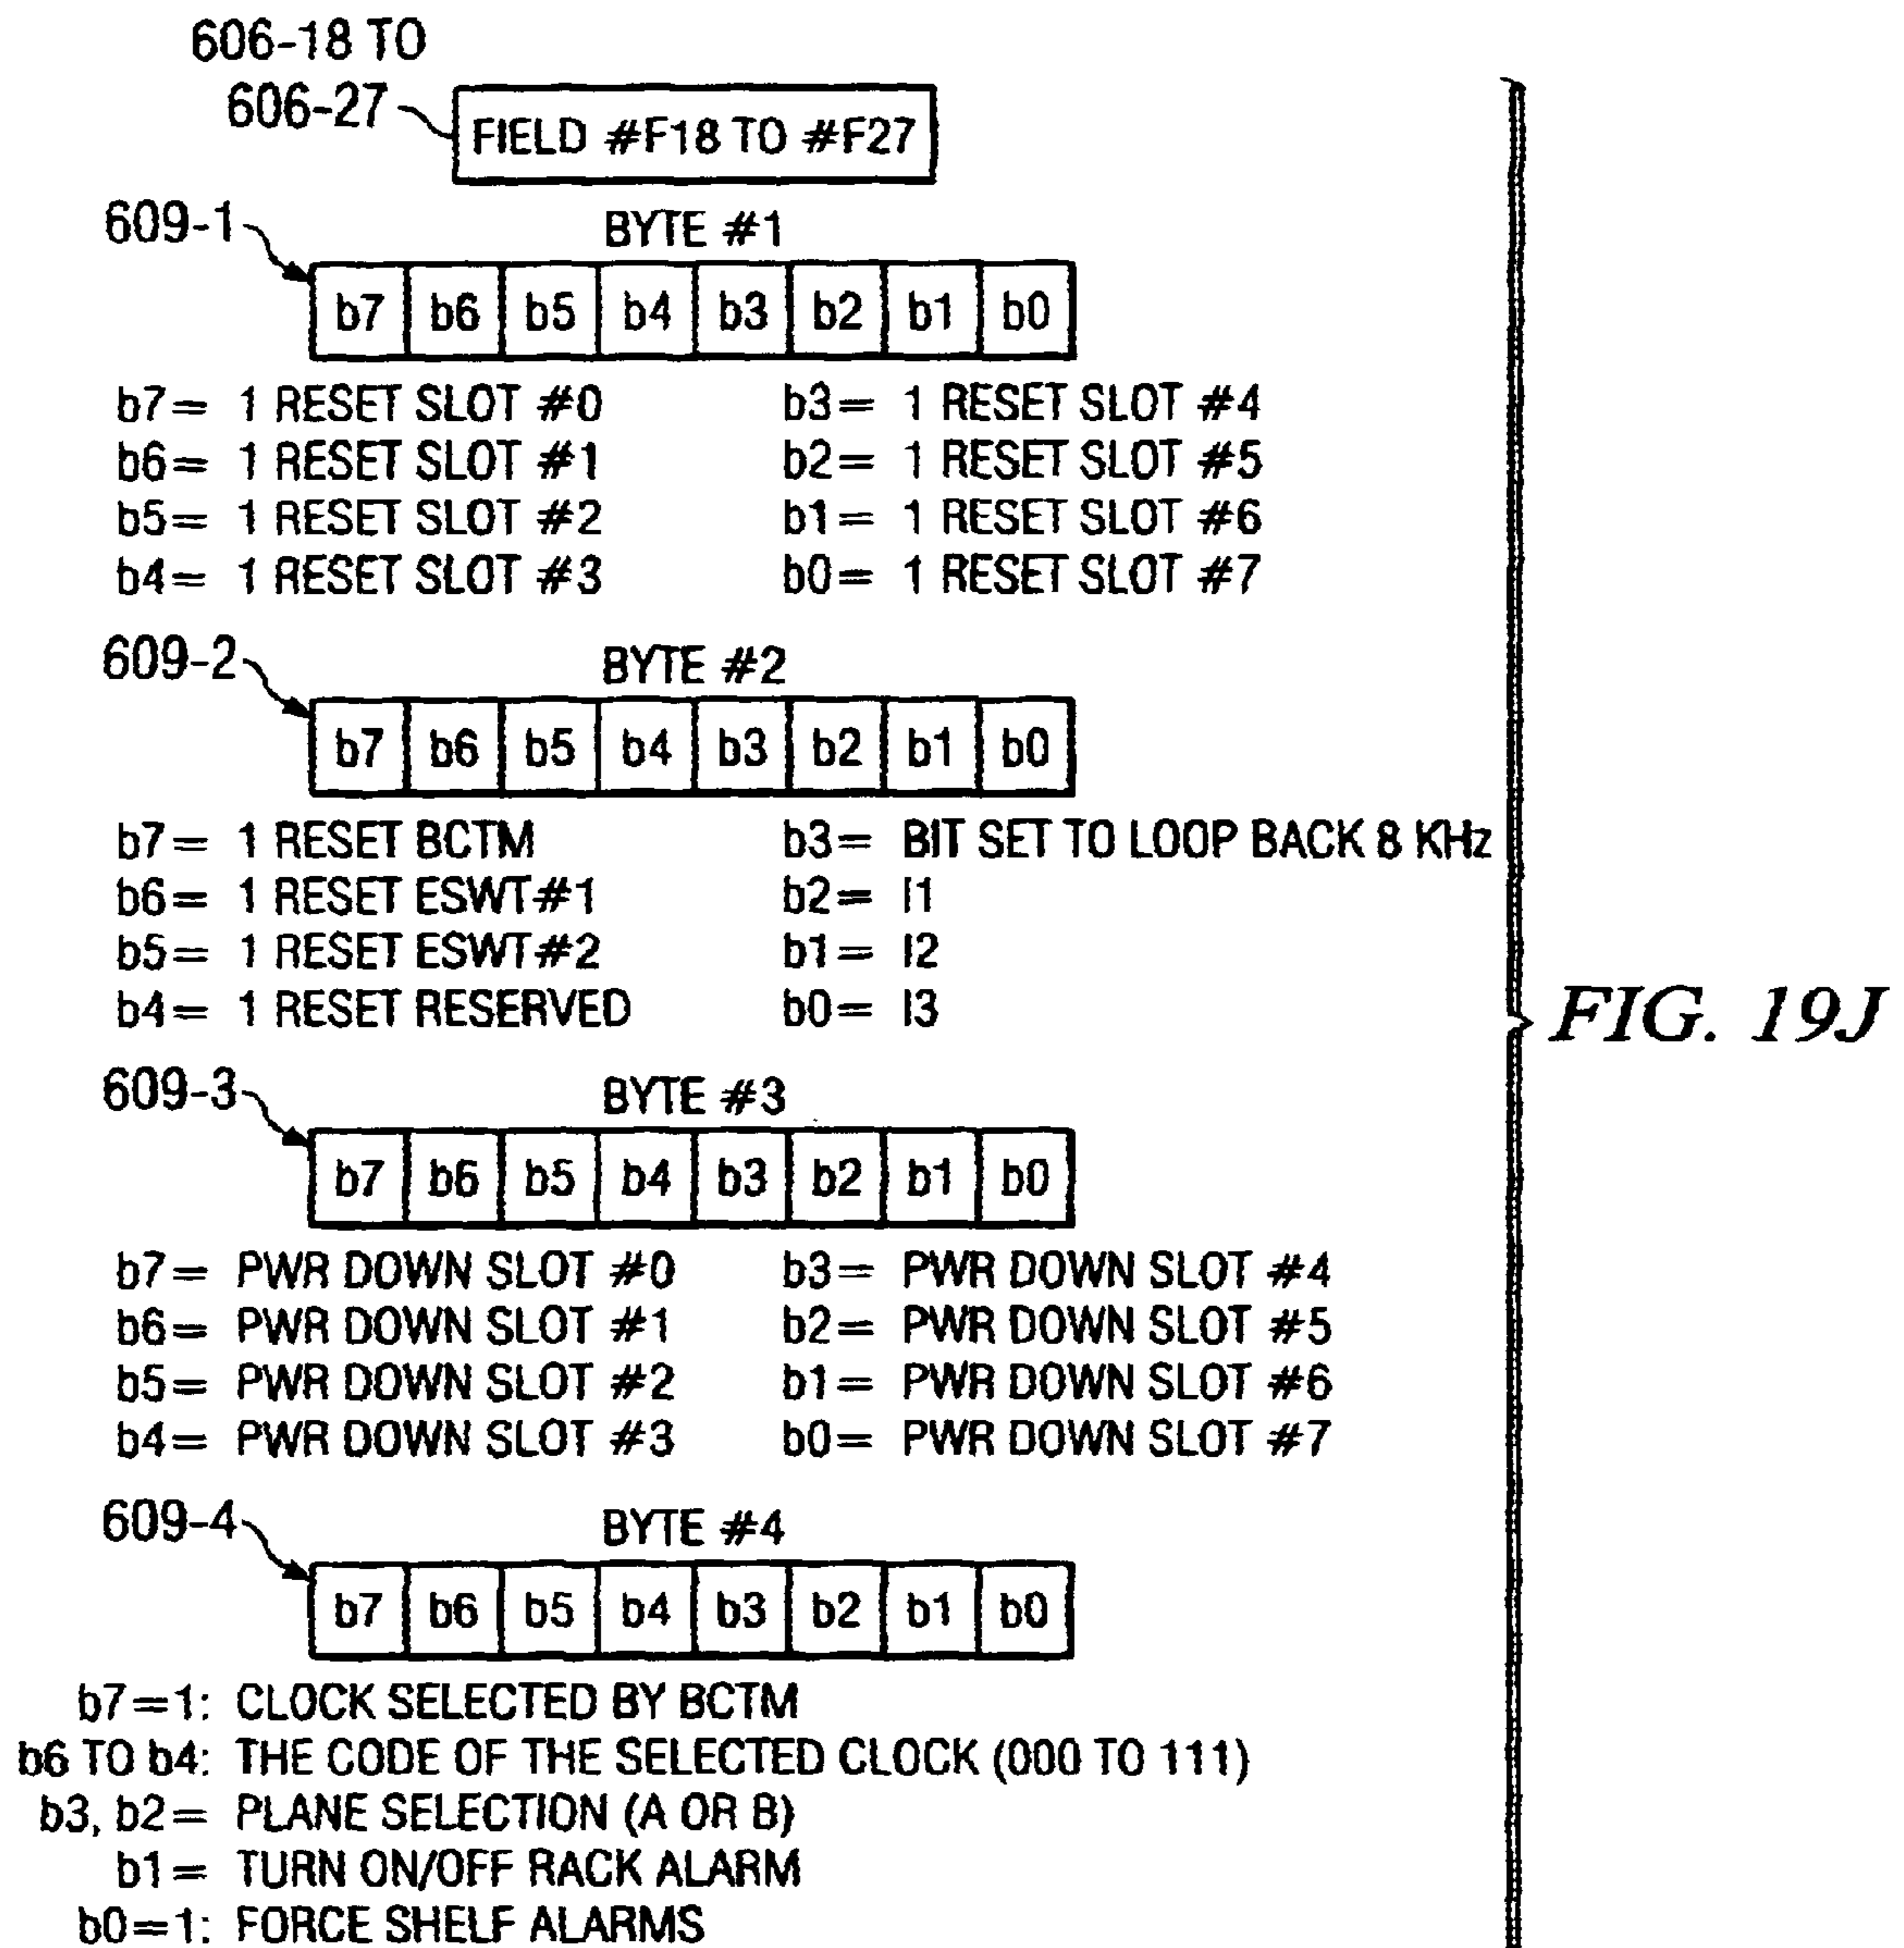 606-18 TO
606-27
FIELD #F18 TO #F27
609-1
BYTE #1
b7 b6 b5 b4 b3 b2 b1 b0
b7= 1 RESET SLOT #0 b3= 1 RESET SLOT #4
b6= 1 RESET SLOT #1 b2= 1 RESET SLOT #5
b5= 1 RESET SLOT #2 b1= 1 RESET SLOT #6
b4= 1 RESET SLOT #3 b0= 1 RESET SLOT #7
609-2
BYTE #2
b7 b6 b5 b4 b3 b2 b1 b0
b7= 1 RESET BCTM b3= BIT SET TO LOOP BACK 8 KHz
b6= 1 RESET ESWT#1 b2= I1
b5= 1 RESET ESWT#2 b1= I2
b4= 1 RESET RESERVED b0= I3
FIG. 19J
609-3
BYTE #3
b7 b6 b5 b4 b3 b2 b1 b0
b7= PWR DOWN SLOT #0 b3= PWR DOWN SLOT #4
b6= PWR DOWN SLOT #1 b2= PWR DOWN SLOT #5
b5= PWR DOWN SLOT #2 b1= PWR DOWN SLOT #6
b4= PWR DOWN SLOT #3 b0= PWR DOWN SLOT #7
609-4
BYTE #4
b7 b6 b5 b4 b3 b2 b1 b0
b7=1: CLOCK SELECTED BY BCTM
b6 TO b4: THE CODE OF THE SELECTED CLOCK (000 TO 111)
b3, b2= PLANE SELECTION (A OR B)
b1= TURN ON/OFF RACK ALARM
b0=1: FORCE SHELF ALARMS